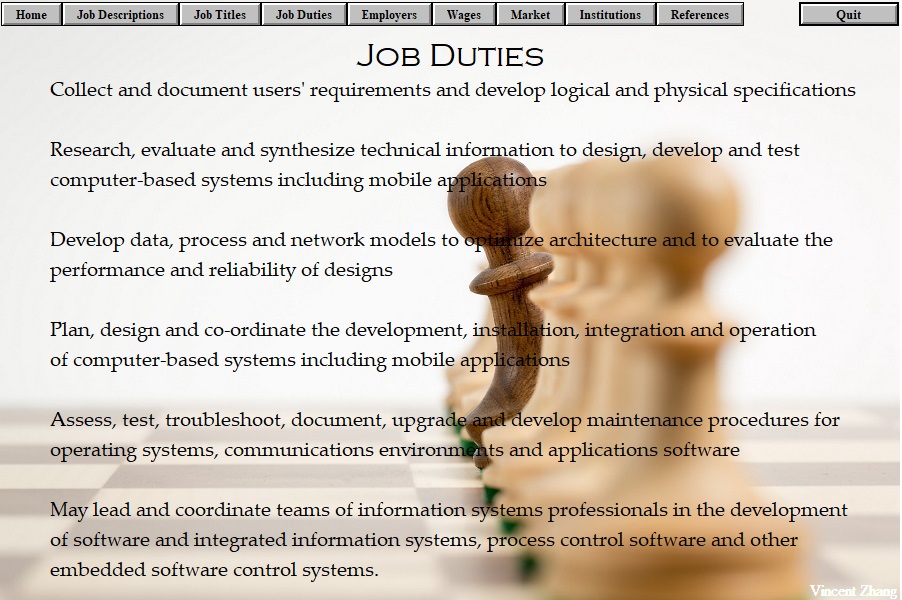 Home Job Descriptions Job Titles Job Duties Employers Wages Market Institutions References Quit
Job Duties
Collect and document users' requirements and develop logical and physical specifications
Research, evaluate and synthesize technical information to design, develop and test
computer-based systems including mobile applications
Develop data, process and network models to optimize architecture and to evaluate the
performance and reliability of designs
Plan, design and co-ordinate the development, installation, integration and operation
of computer-based systems including mobile applications
Assess, test, troubleshoot, document, upgrade and develop maintenance procedures for
operating systems, communications environments and applications software
May lead and coordinate teams of information systems professionals in the development
of software and integrated information systems, process control software and other
embedded software control systems.
Vincent Zhang